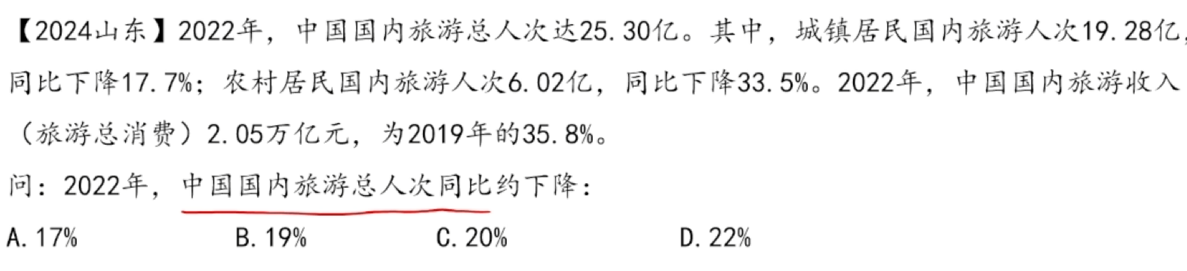 【2024山东】2022年，中国国内旅游总人次达25.30亿。其中，城镇居民国内旅游人次19.28亿，
同比下降17.7%；农村居民国内旅游人次6.02亿，同比下降33.5%。2022年，中国国内旅游收入
（旅游总消费）2.05万亿元，为2019年的35.8%。
问：2022年，中国国内旅游总人次同比约下降：
A.17% B.19% C.20% D.22%